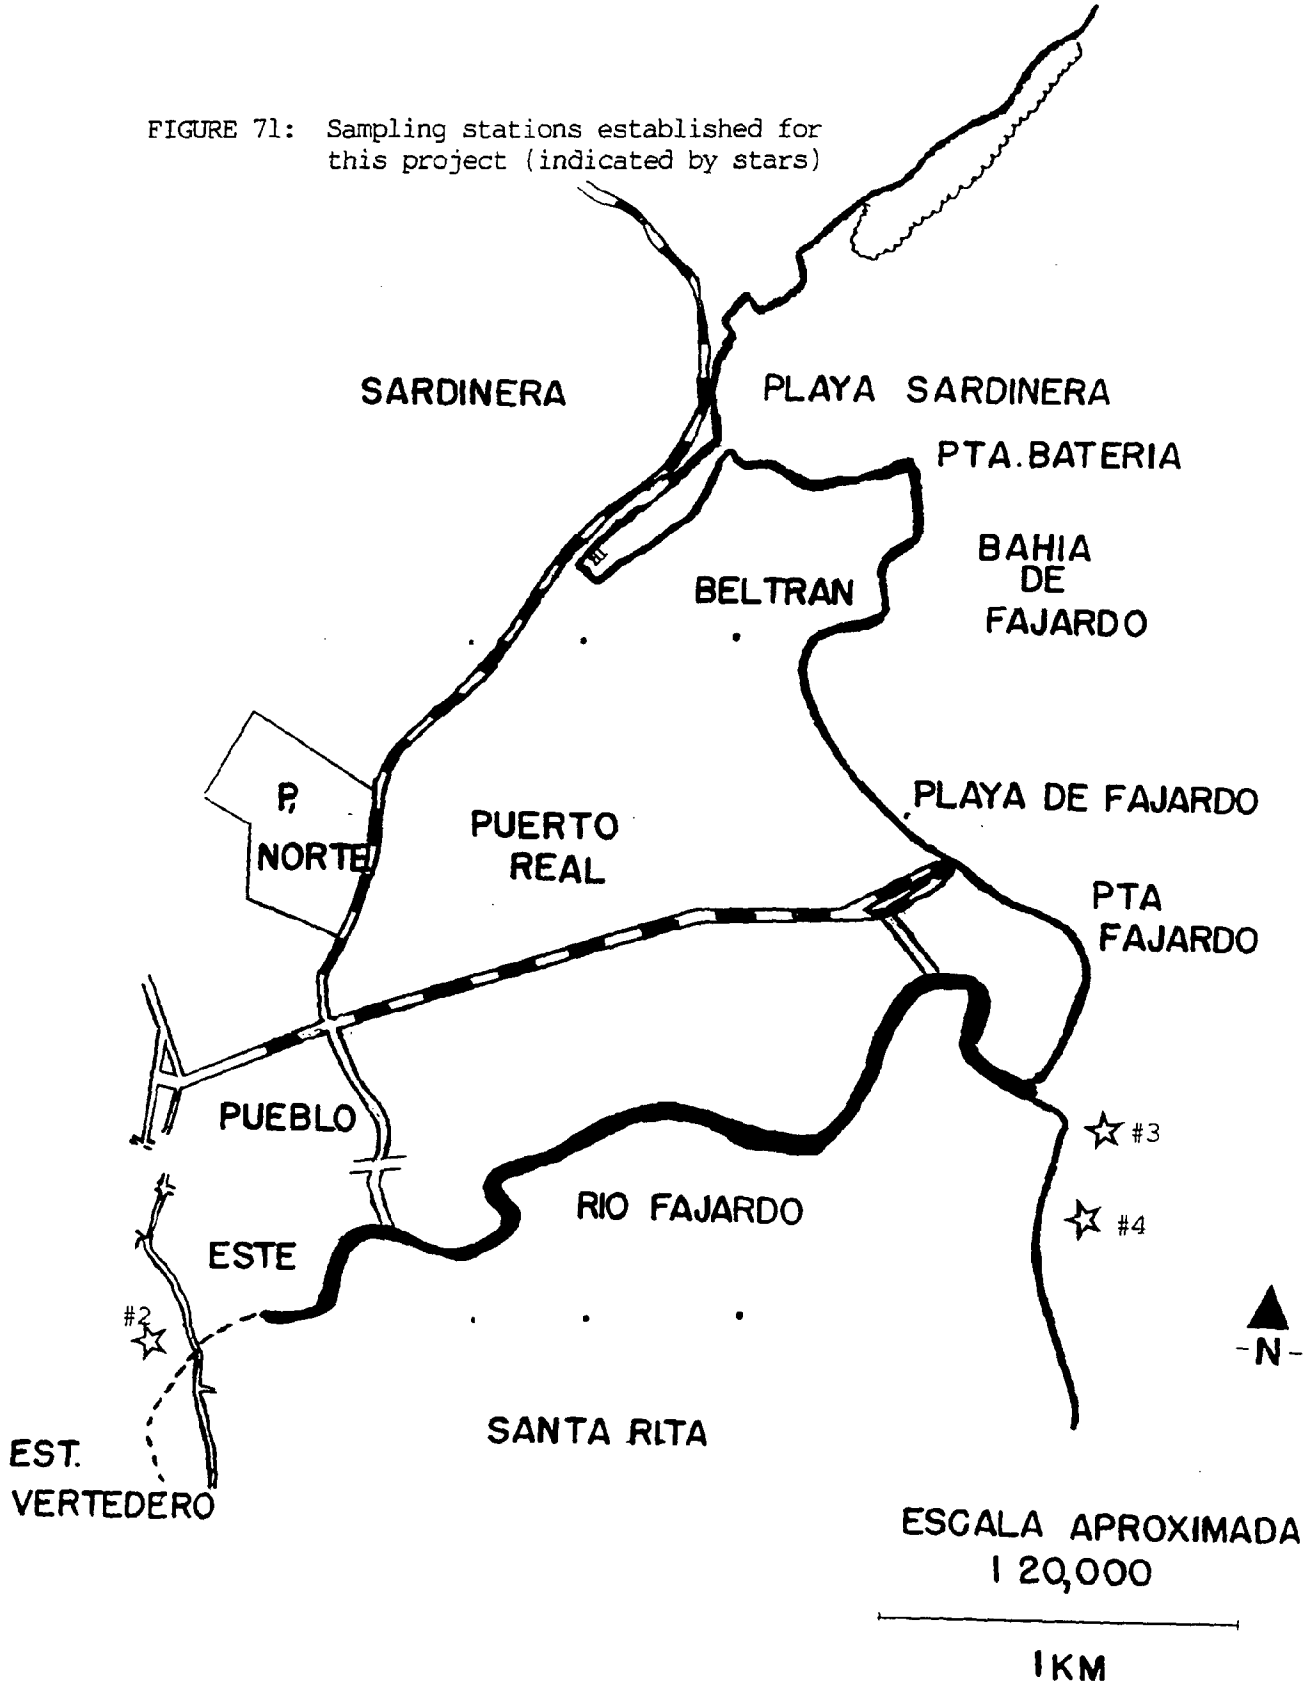 FIGURE 71: Sampling stations established for
this project (indicated by stars)
SARDINERA
PLAYA SARDINERA
PTA. BATERIA
BAHIA
DE
FAJARDO
BELTRAN
P,
NORTE
PUERTO
REAL
PLAYA DE FAJARDO
PTA
FAJARDO
PUEBLO
#3
RIO FAJARDO
#4
ESTE
#2
-N-
SANTA RITA
EST.
VERTEDERO
ESCALA APROXIMADA
1 20,000
1 KM